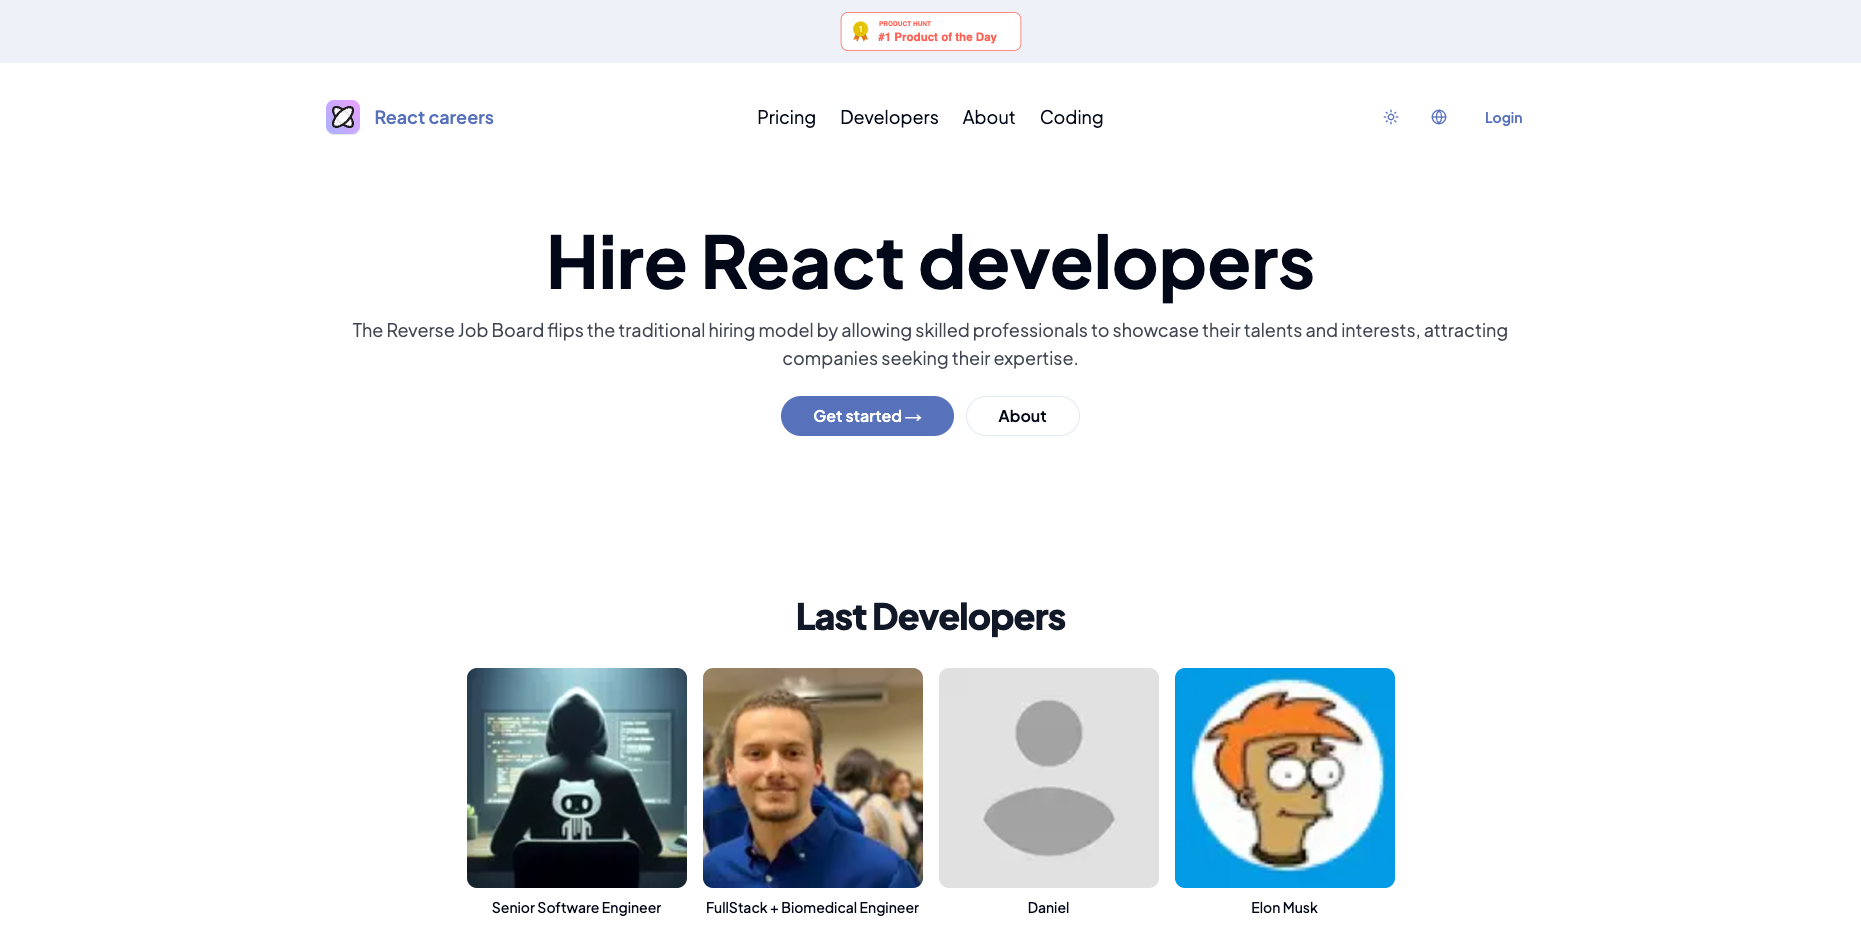 PRODUCT HUNT
#1 Product of the Day
React careers
Pricing Developers About Coding
Login
Hire React developers
The Reverse Job Board flips the traditional hiring model by allowing skilled professionals to showcase their talents and interests, attracting
companies seeking their expertise.
Get started → About
Last Developers
Senior Software Engineer
FullStack + Biomedical Engineer
Daniel
Elon Musk